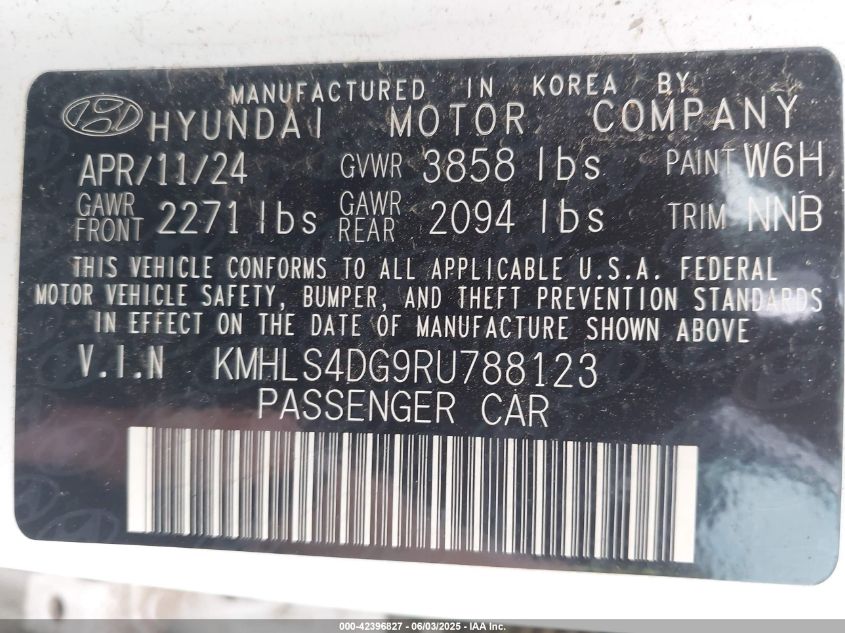 MANUFACTURED IN KOREA BY
HYUNDAI MOTOR COMPANY
APR/11/24 GVWR 3858 lbs PAINT W6H
GAWR FRONT 2271 lbs GAWR REAR 2094 lbs TRIM NNB
THIS VEHICLE CONFORMS TO ALL APPLICABLE U.S.A. FEDERAL
MOTOR VEHICLE SAFETY, BUMPER, AND THEFT PREVENTION STANDARDS
IN EFFECT ON THE DATE OF MANUFACTURE SHOWN ABOVE
V.I.N KMHLS4DG9RU788123
PASSENGER CAR
000-42396827 - 06/03/2025 - IAA Inc.